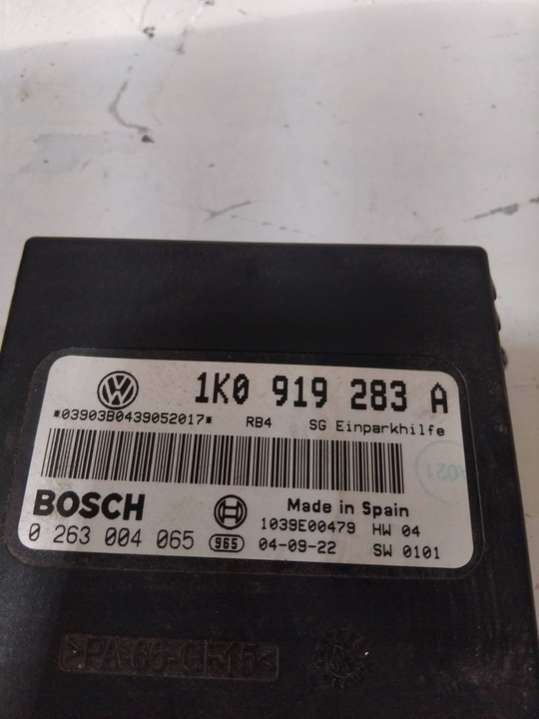 1K0 919 283 A
*03903B0439052017* RB4 SG Einparkhilfe
BOSCH
Made in Spain
1039E00479 HW 04
0 263 004 065 965 04-09-22 SW 0101